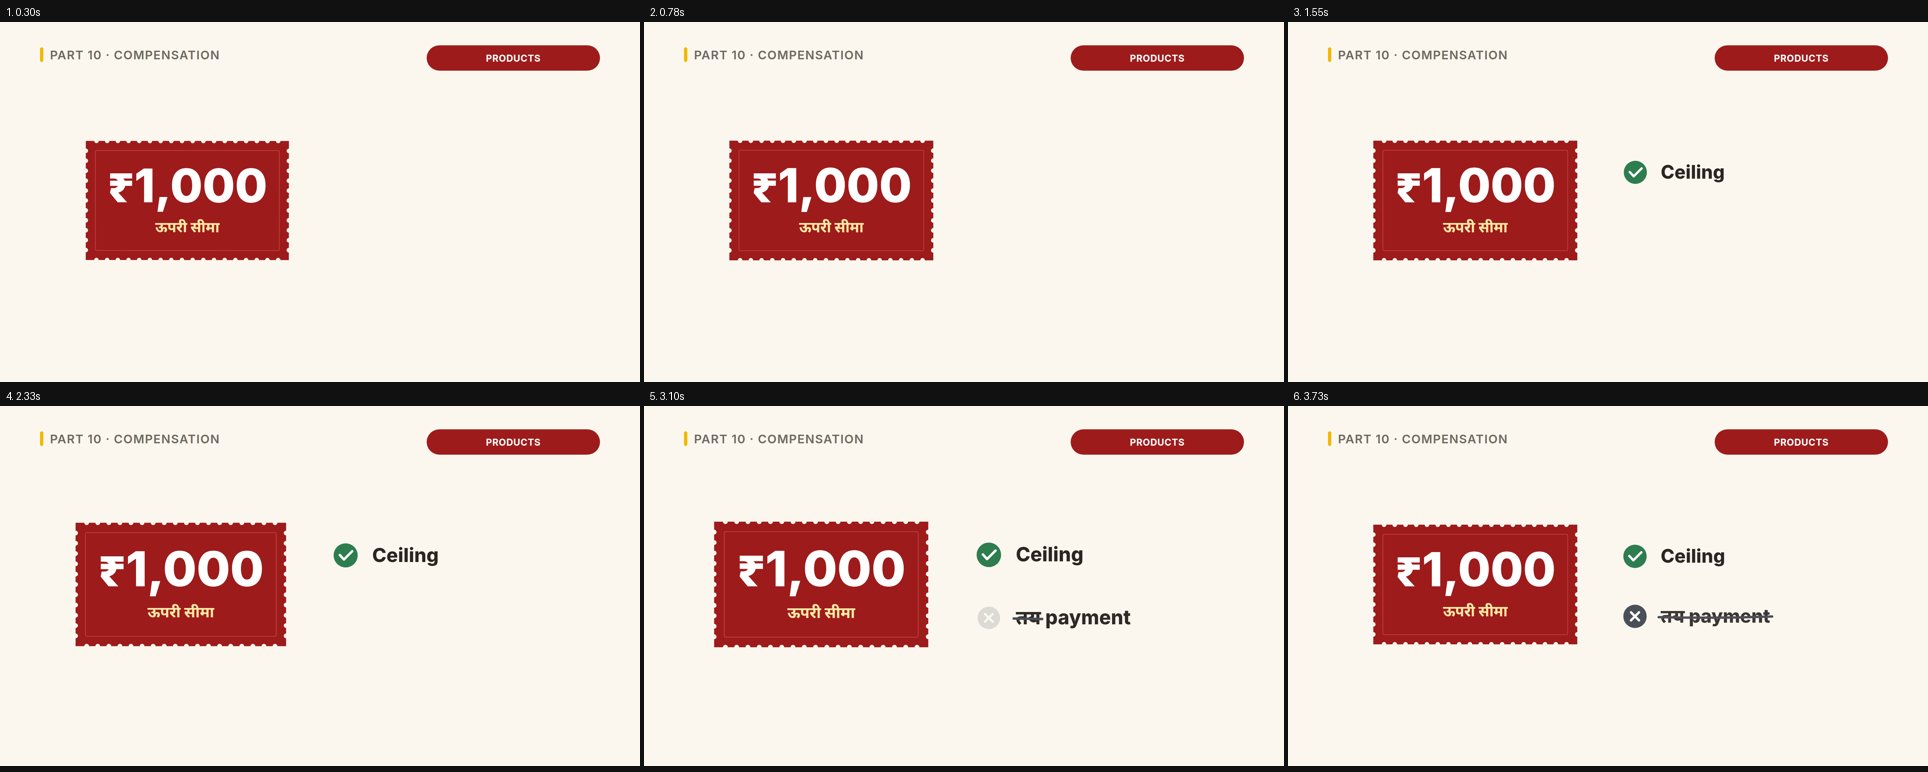 1. 0.30s
PART 10 · COMPENSATION
PRODUCTS
₹1,000
ऊपरी सीमा
2. 0.78s
PART 10 · COMPENSATION
PRODUCTS
₹1,000
ऊपरी सीमा
3. 1.55s
PART 10 · COMPENSATION
PRODUCTS
₹1,000
ऊपरी सीमा
Ceiling
4. 2.33s
PART 10 · COMPENSATION
PRODUCTS
₹1,000
ऊपरी सीमा
Ceiling
5. 3.10s
PART 10 · COMPENSATION
PRODUCTS
₹1,000
ऊपरी सीमा
Ceiling
तय payment
6. 3.73s
PART 10 · COMPENSATION
PRODUCTS
₹1,000
ऊपरी सीमा
Ceiling
तय payment